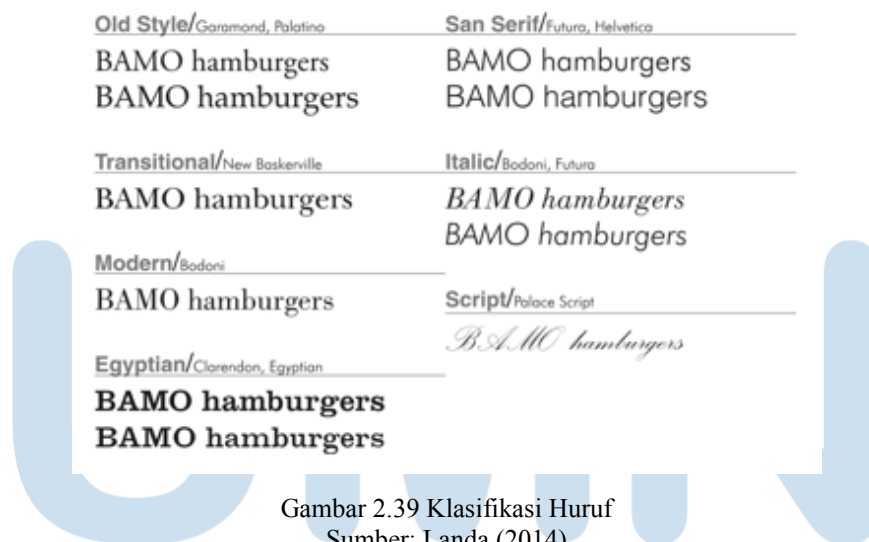 Old Style/Garamond, Palatino
BAMO hamburgers
BAMO hamburgers
Transitional/New Baskerville
BAMO hamburgers
Modern/Bodoni
BAMO hamburgers
Egyptian/Clarendon, Egyptian
BAMO hamburgers
BAMO hamburgers
San Serif/Futura, Helvetica
BAMO hamburgers
BAMO hamburgers
Italic/Bodoni, Futura
BAMO hamburgers
BAMO hamburgers
Script/Palace Script
BAMO hamburgers
Gambar 2.39 Klasifikasi Huruf
Sumber: Landa (2014)